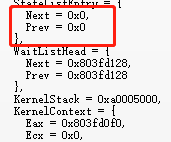 StateListEntry = {
Next = 0x0,
Prev = 0x0
},
WaitListHead = {
Next = 0x803fd128,
Prev = 0x803fd128
},
KernelStack = 0xa0005000,
KernelContext = {
Eax = 0x803fd0f0,
Ecx = 0x0,